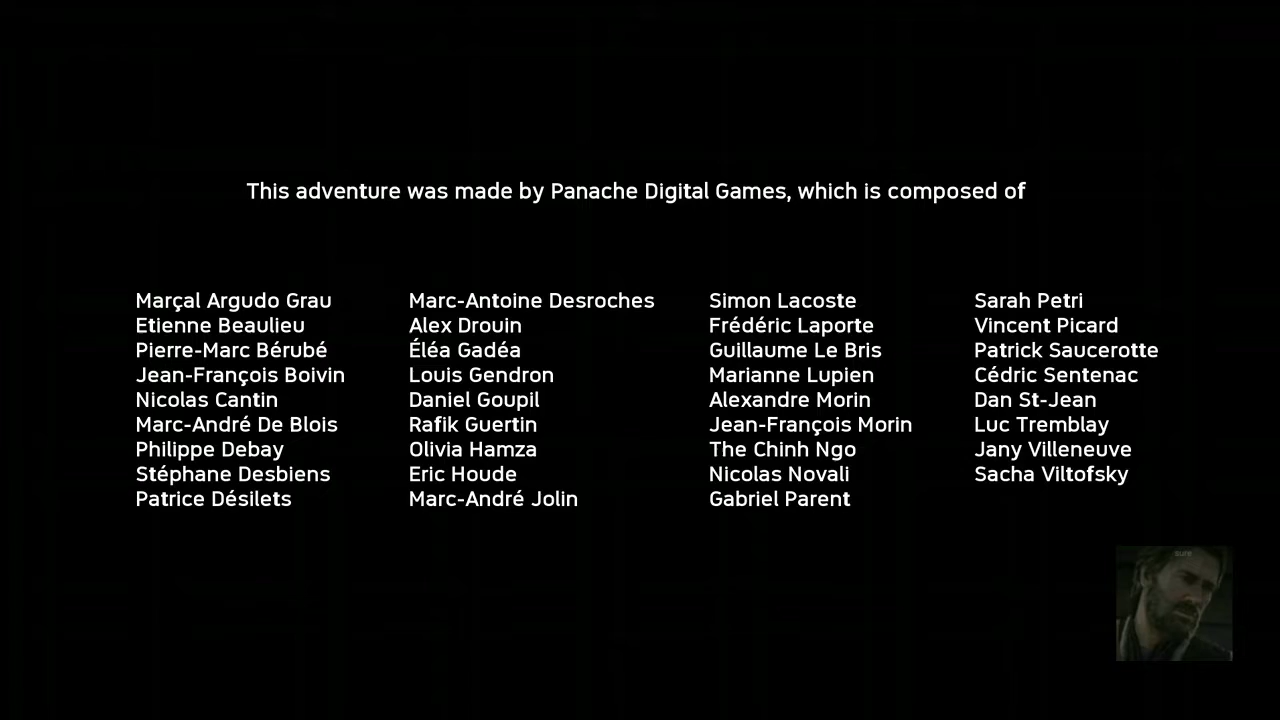 This adventure was made by Panache Digital Games, which is composed of
Marçal Argudo Grau
Etienne Beaulieu
Pierre-Marc Bérubé
Jean-François Boivin
Nicolas Cantin
Marc-André De Blois
Philippe Debay
Stéphane Desbiens
Patrice Désilets
Marc-Antoine Desroches
Alex Drouin
Éléa Gadéa
Louis Gendron
Daniel Goupil
Rafik Guertin
Olivia Hamza
Eric Houde
Marc-André Jolin
Simon Lacoste
Frédéric Laporte
Guillaume Le Bris
Marianne Lupien
Alexandre Morin
Jean-François Morin
The Chinh Ngo
Nicolas Novali
Gabriel Parent
Sarah Petri
Vincent Picard
Patrick Saucerotte
Cédric Sentenac
Dan St-Jean
Luc Tremblay
Jany Villeneuve
Sacha Viltofsky
sure